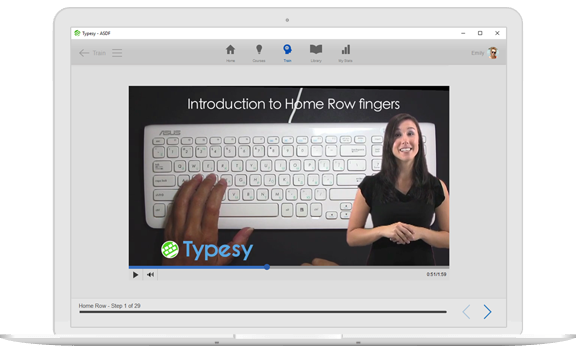 Typesy - ASDF
Topic
Home
Courses
Train
Library
My Stats
Emily
Introduction to Home Row fingers
ASUS
Typesy
0:51/1:59
Home Row - Step 1 of 29